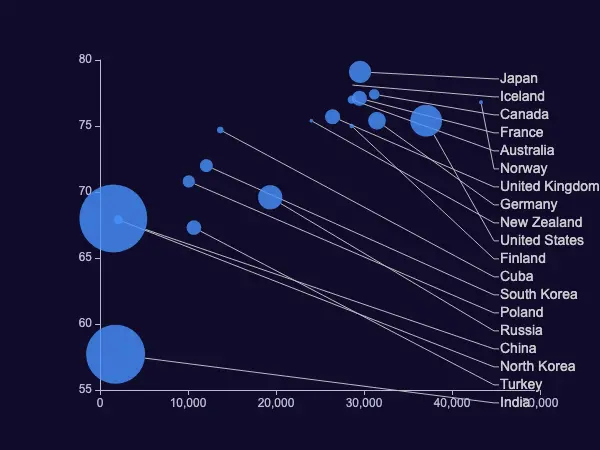 80
75
70
65
60
55
0
10,000
20,000
30,000
40,000
50,000
Japan
Iceland
Canada
France
Australia
Norway
United Kingdom
Germany
New Zealand
United States
Finland
Cuba
South Korea
Poland
Russia
China
North Korea
Turkey
India